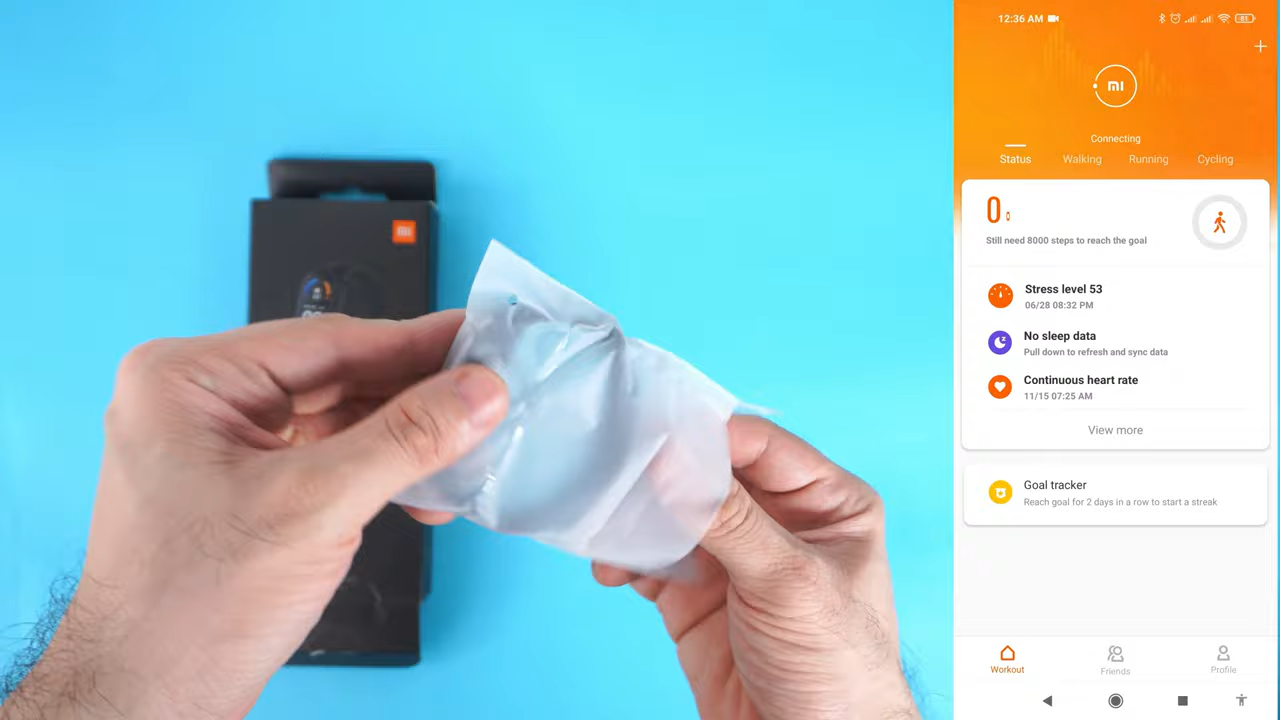 12:36 AM
81
mi
Connecting
Status Walking Running Cycling
0 0
Still need 8000 steps to reach the goal
Stress level 53
06/28 08:32 PM
No sleep data
Pull down to refresh and sync data
Continuous heart rate
11/15 07:25 AM
View more
Goal tracker
Reach goal for 2 days in a row to start a streak
Workout Friends Profile
mi